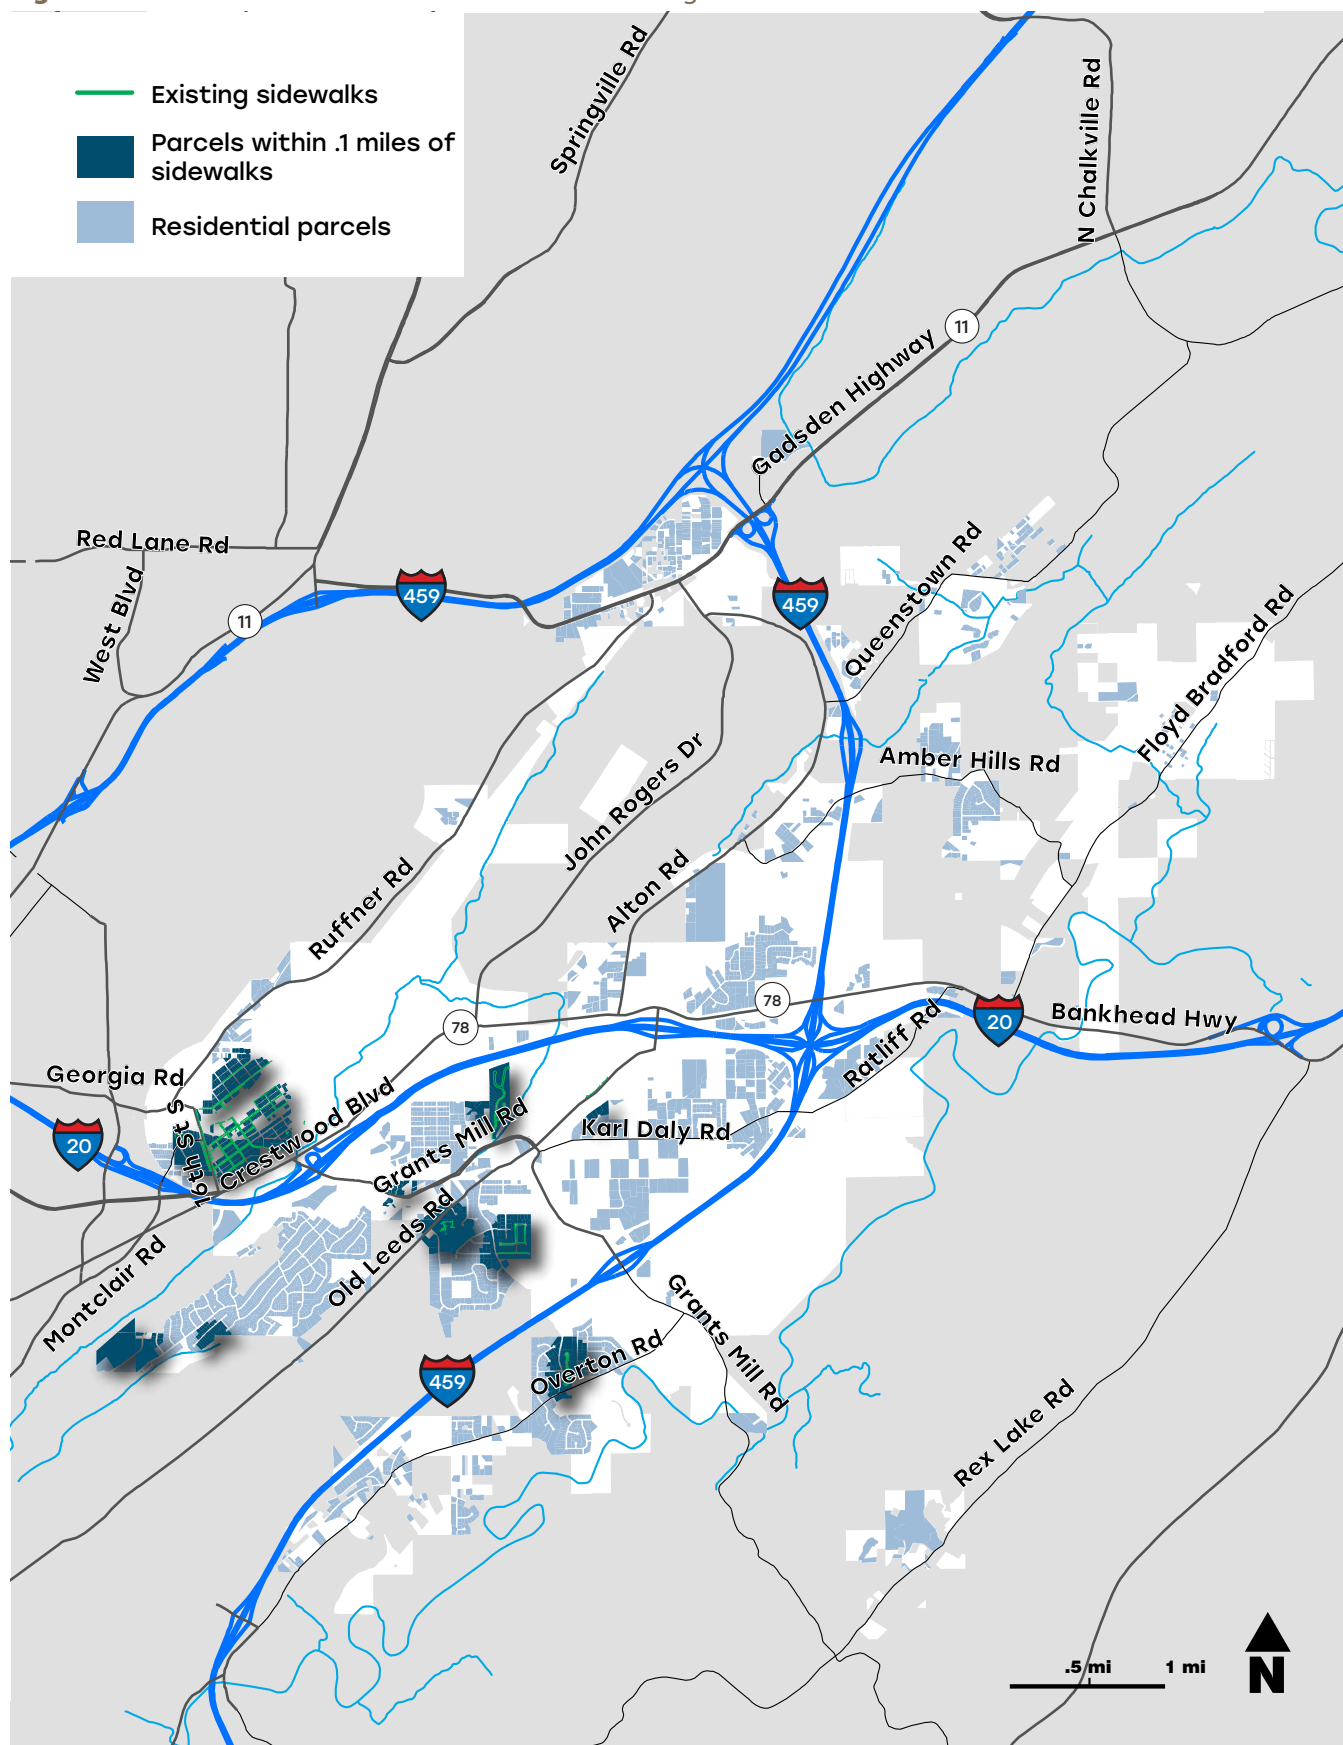 Existing sidewalks
Parcels within .1 miles of
sidewalks
Residential parcels
Springville Rd
N Chalkville Rd
11
Gadsden Highway
Red Lane Rd
West Blvd
459
11
459
Queenstown Rd
Floyd Bradford Rd
Amber Hills Rd
John Rogers Dr
Alton Rd
Ruffner Rd
78
78
20
Bankhead Hwy
Ratliff Rd
Georgia Rd
16th St S
20
Crestwood Blvd
Grants Mill Rd
Karl Daly Rd
Old Leeds Rd
Montclair Rd
Grants Mill Rd
Overton Rd
459
Rex Lake Rd
.5 mi
1 mi
N